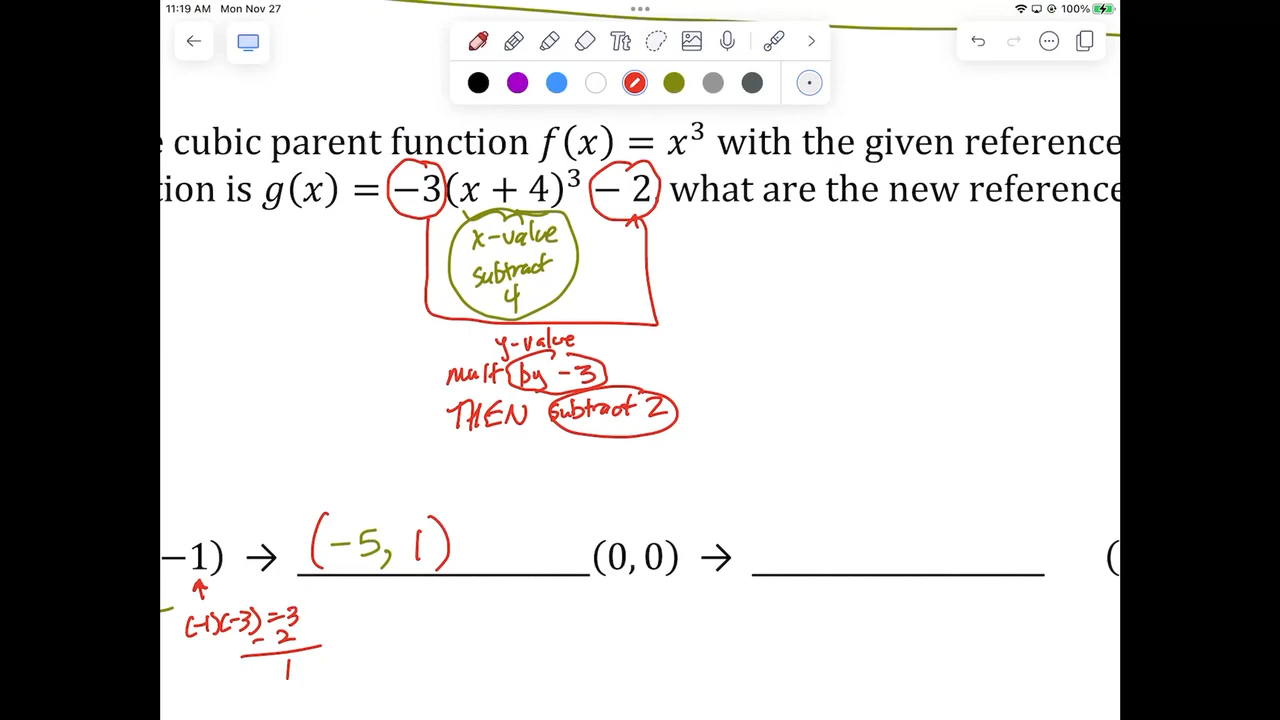 11:19 AM Mon Nov 27
100%
Tt
cubic parent function f(x) = x³ with the given reference
tion is g(x) = −3(x + 4)³ − 2, what are the new reference
x-value
subtract
4
y-value
mult by -3
THEN subtract 2
−1) → (-5, 1) (0, 0) → (
(-1)(-3) = 3
- 2
1